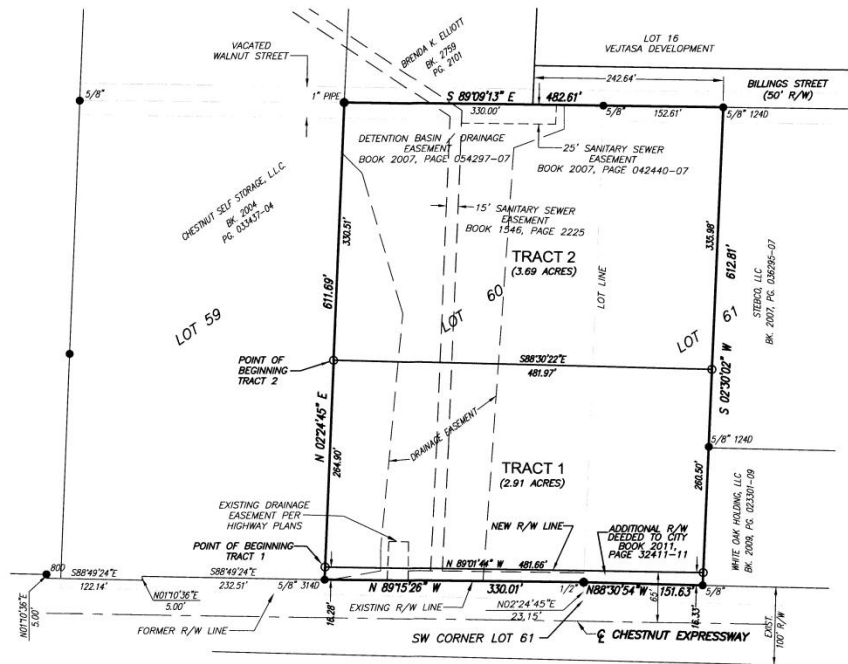 LOT 16
VEJTASA DEVELOPMENT
VACATED
WALNUT STREET
BRENDA K. ELLIOTT
BK. 2759
PG. 2101
242.64'
BILLINGS STREET
(50' R/W)
5/8"
1" PIPE
S 89°09'13" E 482.61'
330.00'
5/8"
152.61'
5/8" 124D
DETENTION BASIN / DRAINAGE
EASEMENT
BOOK 2007, PAGE 054297-07
25' SANITARY SEWER
EASEMENT
BOOK 2007, PAGE 042440-07
CHESTNUT SELF STORAGE, L.L.C.
BK. 2004
PG. 033437-04
15' SANITARY SEWER
EASEMENT
BOOK 1546, PAGE 2225
330.51'
611.69'
335.98'
612.81'
STEBCO, LLC
BK. 2007, PG. 036295-07
TRACT 2
(3.69 ACRES)
LOT LINE
LOT 59
LOT 60
LOT 61
S 02°30'02" W
POINT OF
BEGINNING
TRACT 2
S88°30'22"E
481.97'
N 02°24'45" E
264.90'
DRAINAGE EASEMENT
5/8" 124D
260.50'
TRACT 1
(2.91 ACRES)
WHITE OAK HOLDING, LLC
BK. 2009, PG. 023301-09
EXISTING DRAINAGE
EASEMENT PER
HIGHWAY PLANS
NEW R/W LINE
ADDITIONAL R/W
DEEDED TO CITY
BOOK 2011,
PAGE 32411-11
POINT OF BEGINNING
TRACT 1
N 89°01'44" W 481.66'
80D
S88°49'24"E
122.14'
S88°49'24"E
232.51'
5/8" 314D
N 89°15'26" W 330.01'
1/2"
N88°30'54"W 151.63'
5/8"
N01°10'36"E
5.00'
N01°10'36"E
5.00'
16.28'
EXISTING R/W LINE
N02°24'45"E
23.15'
65'
16.33'
FORMER R/W LINE
SW CORNER LOT 61
℄ CHESTNUT EXPRESSWAY
EXIST.
100' R/W